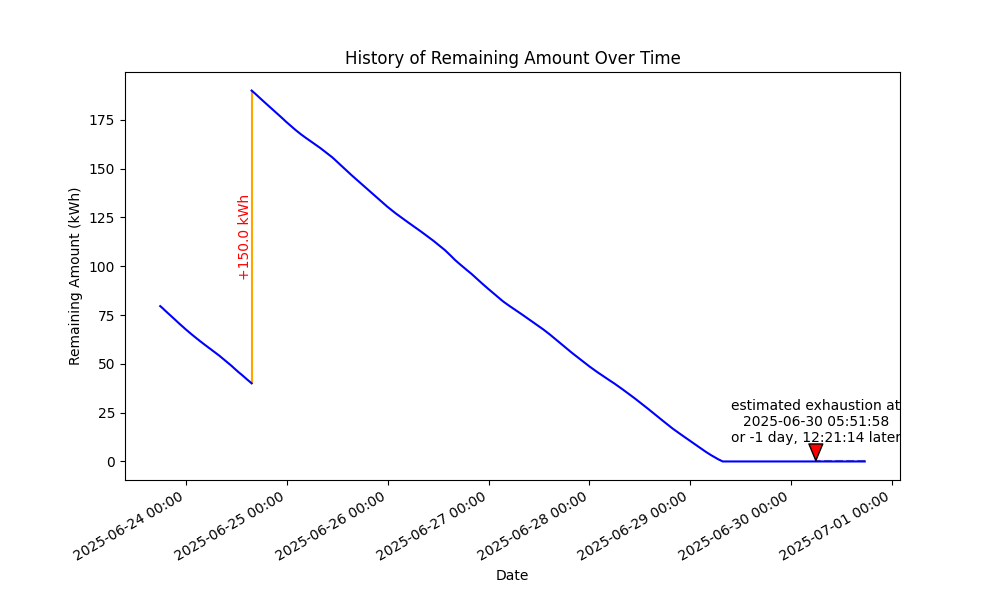 History of Remaining Amount Over Time
Remaining Amount (kWh)
175
150
125
100
75
50
25
0
+150.0 kWh
estimated exhaustion at
2025-06-30 05:51:58
or -1 day, 12:21:14 later
2025-06-24 00:00
2025-06-25 00:00
2025-06-26 00:00
2025-06-27 00:00
2025-06-28 00:00
2025-06-29 00:00
2025-06-30 00:00
2025-07-01 00:00
Date